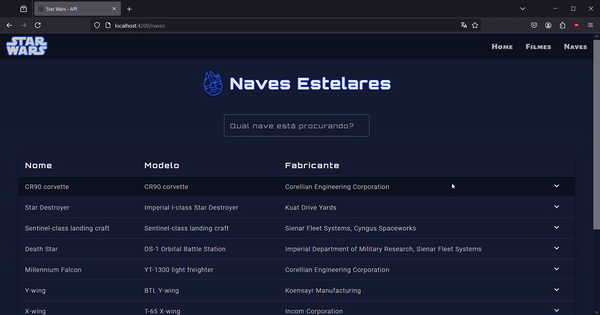 Star Wars - API
localhost:4200/naves
STAR WARS
Home Filmes Naves
Naves Estelares
Qual nave está procurando?
Nome Modelo Fabricante
CR90 corvette CR90 corvette Corellian Engineering Corporation
Star Destroyer Imperial I-class Star Destroyer Kuat Drive Yards
Sentinel-class landing craft Sentinel-class landing craft Sienar Fleet Systems, Cyngus Spaceworks
Death Star DS-1 Orbital Battle Station Imperial Department of Military Research, Sienar Fleet Systems
Millennium Falcon YT-1300 light freighter Corellian Engineering Corporation
Y-wing BTL Y-wing Koensayr Manufacturing
X-wing T-65 X-wing Incom Corporation